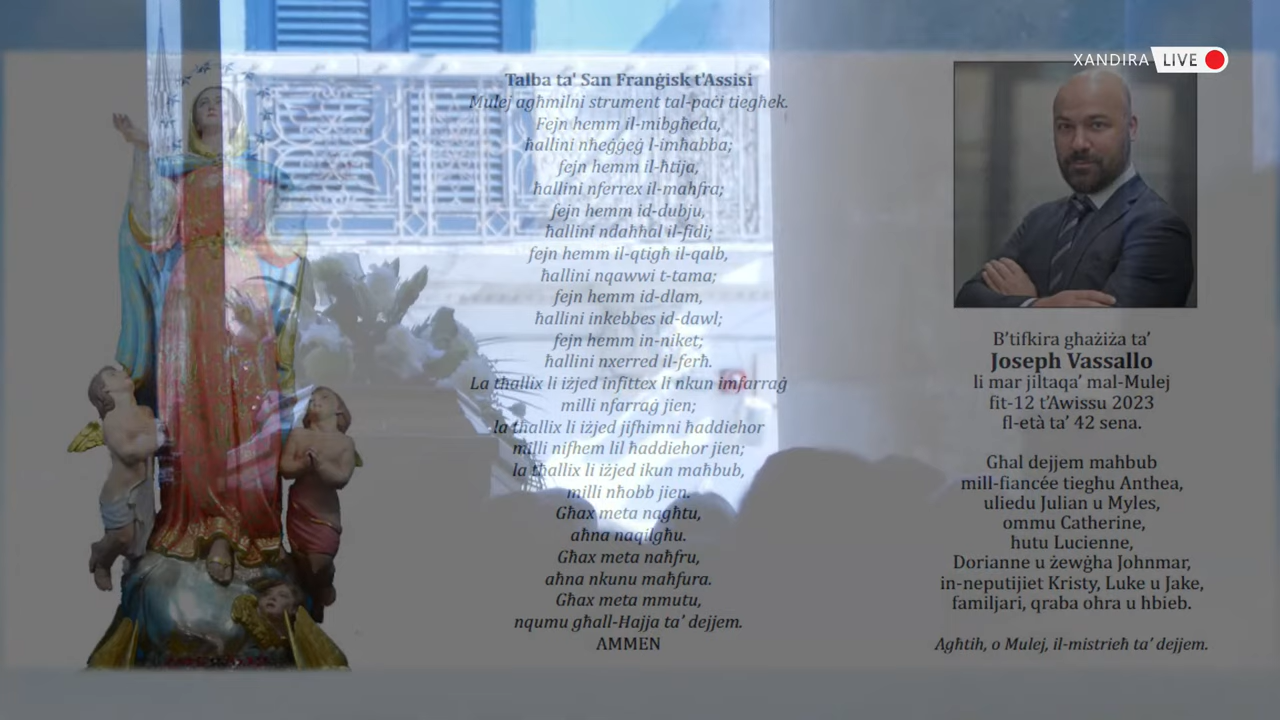 XANDIRA LIVE
Talba ta' San Franġisk t'Assisi
Mulej agħmilni strument tal-paċi tiegħek.
Fejn hemm il-mibgħeda,
ħallini nħeġġeġ l-imħabba;
fejn hemm il-ħtija,
ħallini nferrex il-maħfra;
fejn hemm id-dubju,
ħallini ndaħħal il-fidi;
fejn hemm il-qtigħ il-qalb,
ħallini nqawwi t-tama;
fejn hemm id-dlam,
ħallini inkebbes id-dawl;
fejn hemm in-niket;
ħallini nxerred il-ferħ.
La tħallix li iżjed infittex li nkun imfarraġ
milli nfarraġ jien;
la tħallix li iżjed jifhimni ħaddieħor
milli nifhem lil ħaddieħor jien;
la tħallix li iżjed ikun maħbub,
milli nħobb jien.
Għax meta nagħtu,
aħna naqilgħu.
Għax meta naħfru,
aħna nkunu maħfura.
Għax meta mmutu,
nqumu għall-Hajja ta' dejjem.
AMMEN
B'tifkira għażiża ta'
Joseph Vassallo
li mar jiltaqa' mal-Mulej
fit-12 t'Awissu 2023
fl-età ta' 42 sena.
Għal dejjem maħbub
mill-fiancée tiegħu Anthea,
uliedu Julian u Myles,
ommu Catherine,
ħutu Lucienne,
Dorianne u żewġha Johnmar,
in-neputijiet Kristy, Luke u Jake,
familjari, qraba oħra u ħbieb.
Agħtih, o Mulej, il-mistrieħ ta' dejjem.